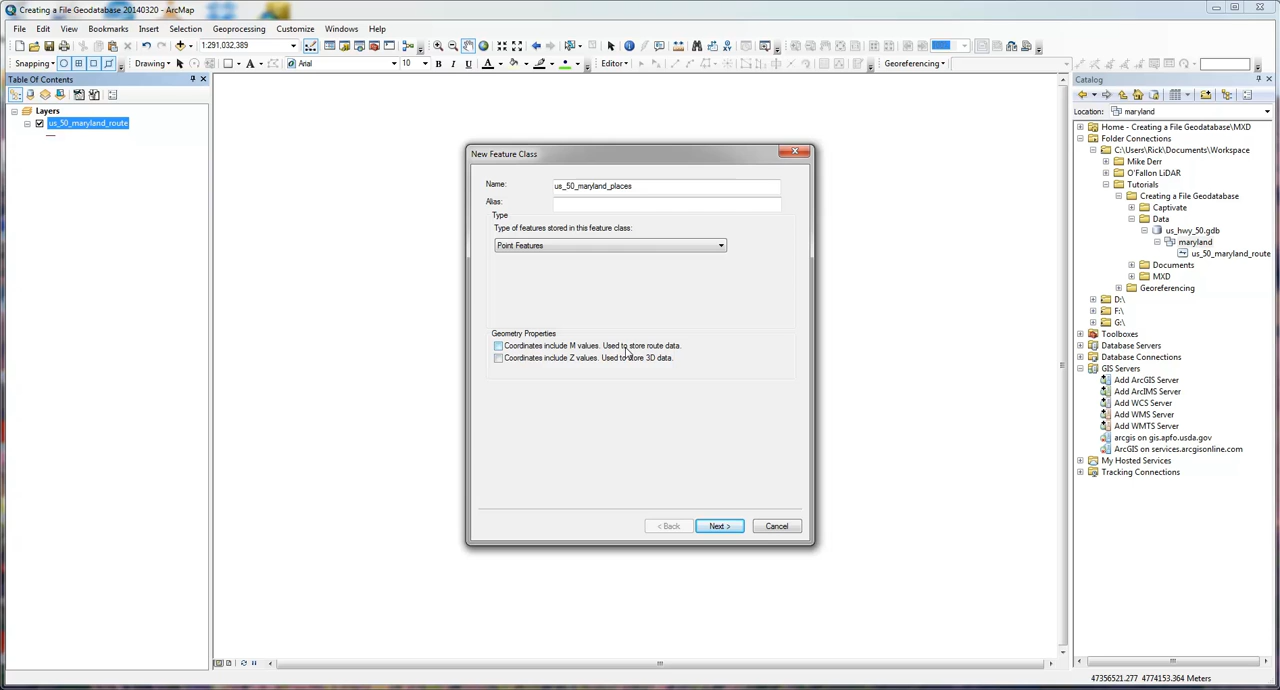 Creating a File Geodatabase 20140320 - ArcMap
File Edit View Bookmarks Insert Selection Geoprocessing Customize Windows Help
1:291,032,389
Snapping Drawing Arial 10 B I U A Editor Georeferencing
Table Of Contents
Layers
us_50_maryland_route
New Feature Class
Name: us_50_maryland_places
Alias:
Type
Type of features stored in this feature class:
Point Features
Geometry Properties
Coordinates include M values. Used to store route data.
Coordinates include Z values. Used to store 3D data.
< Back Next > Cancel
Catalog
Location: maryland
Home - Creating a File Geodatabase\MXD
Folder Connections
C:\Users\Rick\Documents\Workspace
Mike Derr
O'Fallon LiDAR
Tutorials
Creating a File Geodatabase
Captivate
Data
us_hwy_50.gdb
maryland
us_50_maryland_route
Documents
MXD
Georeferencing
D:\
F:\
G:\
Toolboxes
Database Servers
Database Connections
GIS Servers
Add ArcGIS Server
Add ArcIMS Server
Add WCS Server
Add WMS Server
Add WMTS Server
arcgis on gis.apfo.usda.gov
ArcGIS on services.arcgisonline.com
My Hosted Services
Tracking Connections
47356521.277 4774153.364 Meters